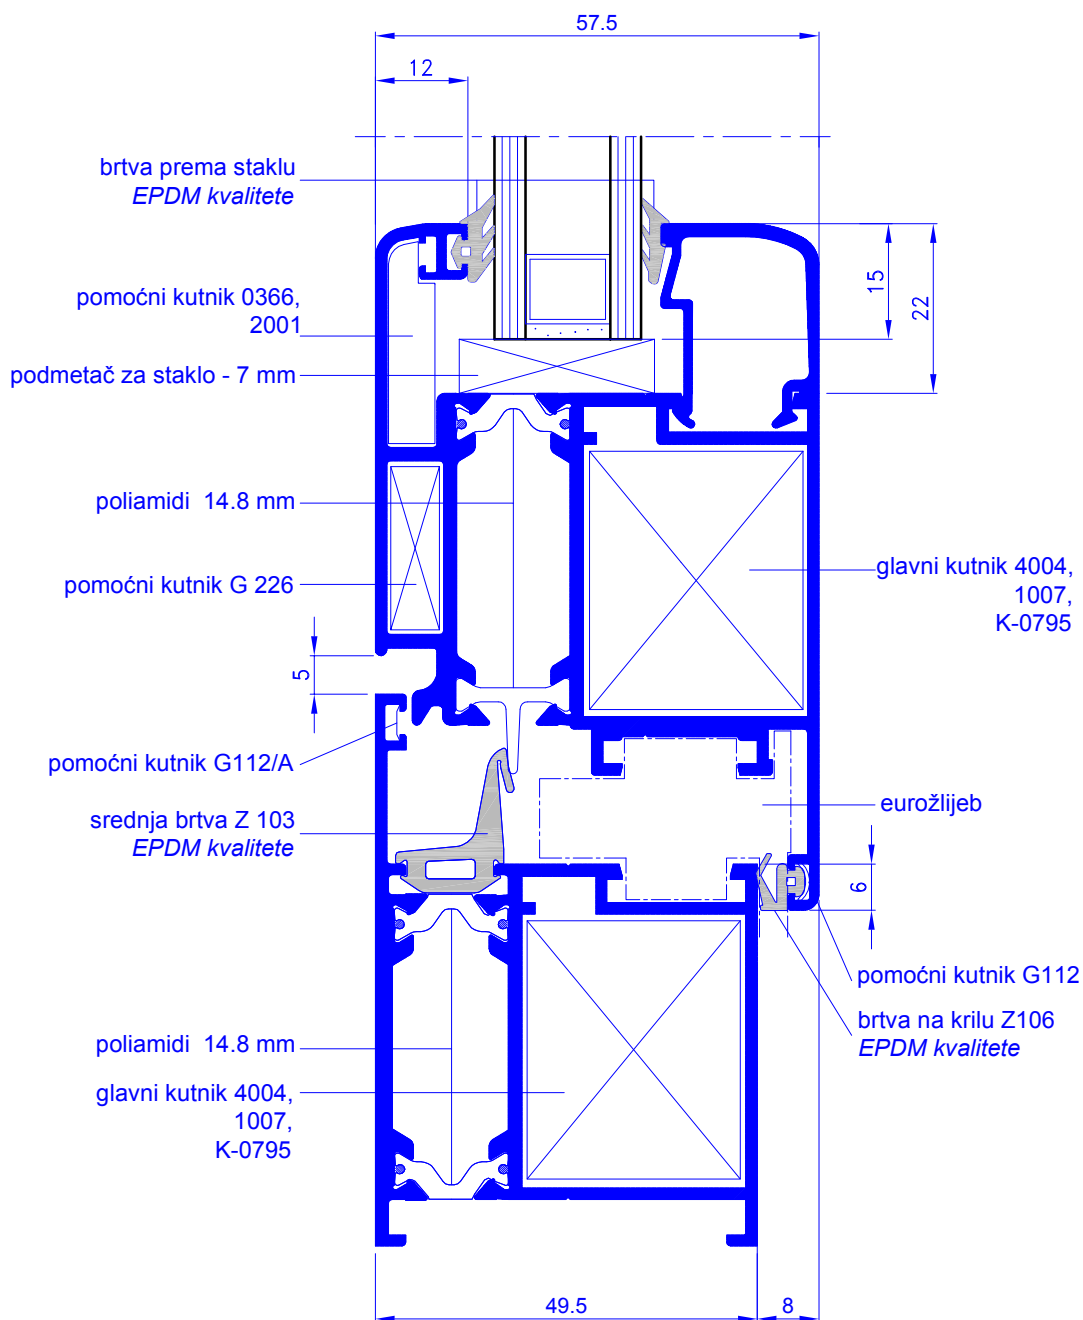 57.5
12
brtva prema staklu
EPDM kvalitete
15
22
pomoćni kutnik 0366,
2001
podmetač za staklo - 7 mm
poliamidi 14.8 mm
glavni kutnik 4004,
1007,
K-0795
pomoćni kutnik G 226
5
pomoćni kutnik G112/A
eurožlijeb
srednja brtva Z 103
EPDM kvalitete
6
pomoćni kutnik G112
brtva na krilu Z106
EPDM kvalitete
poliamidi 14.8 mm
glavni kutnik 4004,
1007,
K-0795
49.5
8